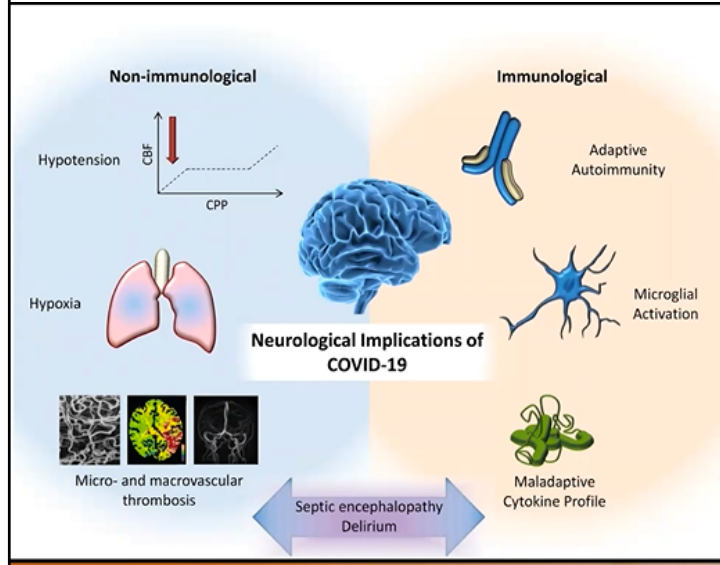 Non-immunological
Hypotension
CBF
CPP
Hypoxia
Micro- and macrovascular
thrombosis
Immunological
Adaptive
Autoimmunity
Microglial
Activation
Maladaptive
Cytokine Profile
Neurological Implications of
COVID-19
Septic encephalopathy
Delirium